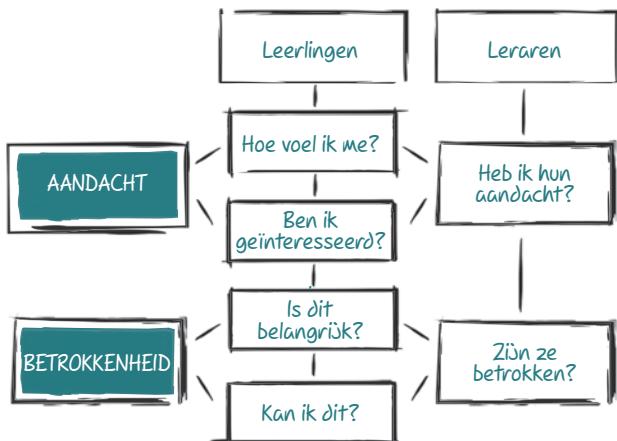 Leerlingen
Leraren
Hoe voel ik me?
AANDACHT
Heb ik hun
aandacht?
Ben ik
geïnteresseerd?
Is dit
belangrijk?
BETROKKENHEID
Zijn ze
betrokken?
Kan ik dit?